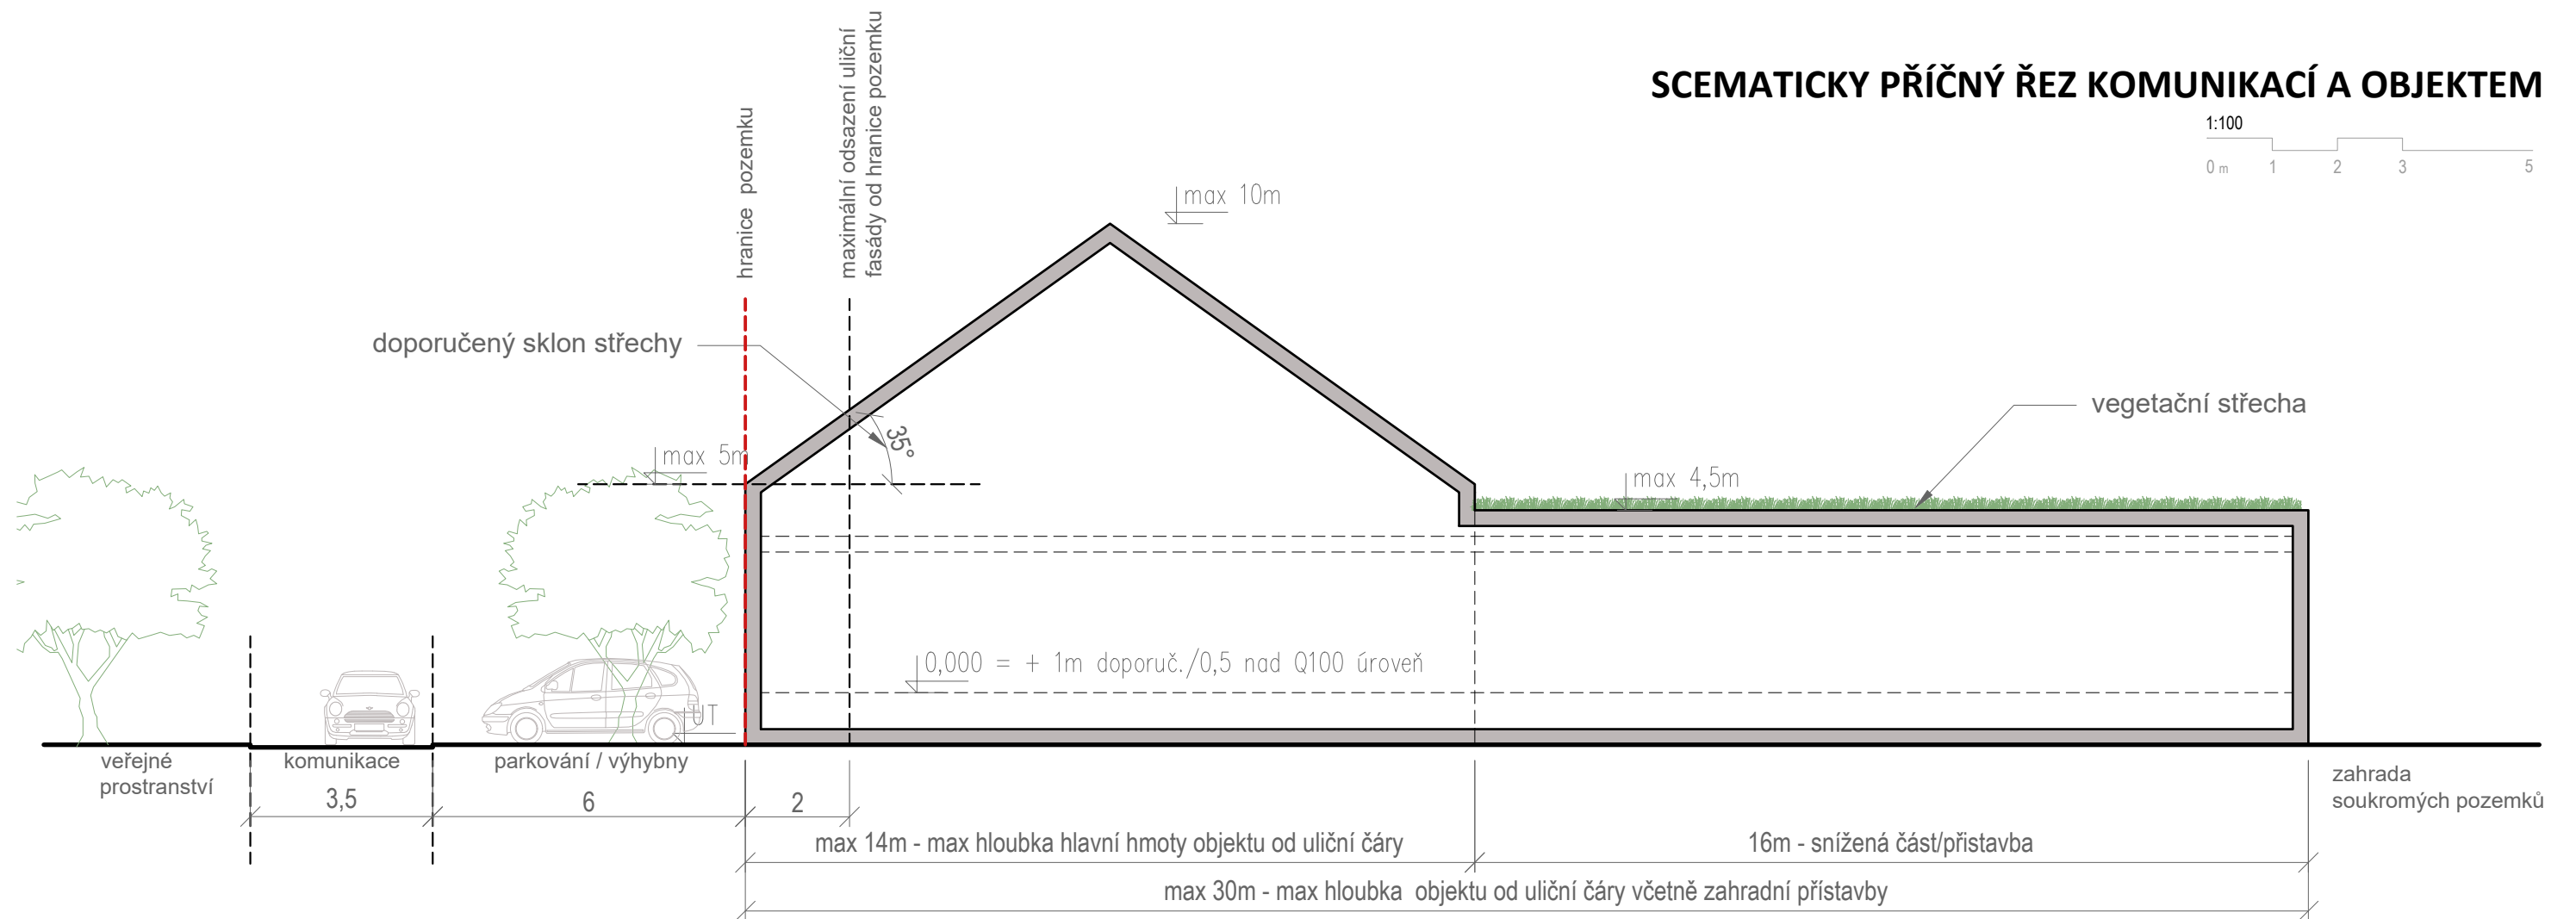 SCEMATICKY PŘÍČNÝ ŘEZ KOMUNIKACÍ A OBJEKTEM
1:100
0 m 1 2 3 5
hranice pozemku
maximální odsazení uliční
fasády od hranice pozemku
max 10m
doporučený sklon střechy
35°
max 5m
vegetační střecha
max 4,5m
0,000 = + 1m doporuč./0,5 nad Q100 úroveň
UT
veřejné
prostranství
komunikace
parkování / výhybny
zahrada
soukromých pozemků
3,5
6
2
max 14m - max hloubka hlavní hmoty objektu od uliční čáry
16m - snížená část/přistavba
max 30m - max hloubka objektu od uliční čáry včetně zahradní přístavby